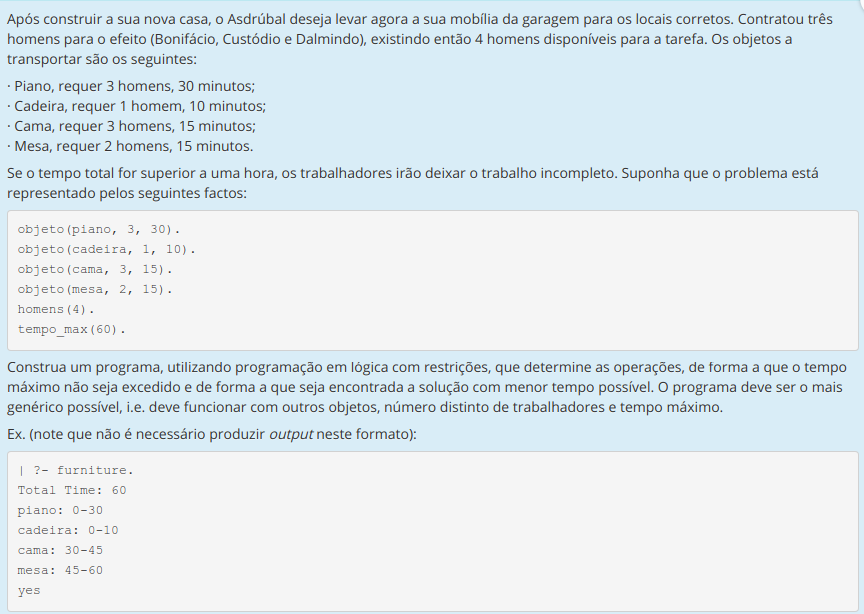 Após construir a sua nova casa, o Asdrúbal deseja levar agora a sua mobília da garagem para os locais corretos. Contratou três
homens para o efeito (Bonifácio, Custódio e Dalmindo), existindo então 4 homens disponíveis para a tarefa. Os objetos a
transportar são os seguintes:
· Piano, requer 3 homens, 30 minutos;
· Cadeira, requer 1 homem, 10 minutos;
· Cama, requer 3 homens, 15 minutos;
· Mesa, requer 2 homens, 15 minutos.
Se o tempo total for superior a uma hora, os trabalhadores irão deixar o trabalho incompleto. Suponha que o problema está
representado pelos seguintes factos:
objeto(piano, 3, 30).
objeto(cadeira, 1, 10).
objeto(cama, 3, 15).
objeto(mesa, 2, 15).
homens(4).
tempo_max(60).
Construa um programa, utilizando programação em lógica com restrições, que determine as operações, de forma a que o tempo
máximo não seja excedido e de forma a que seja encontrada a solução com menor tempo possível. O programa deve ser o mais
genérico possível, i.e. deve funcionar com outros objetos, número distinto de trabalhadores e tempo máximo.
Ex. (note que não é necessário produzir output neste formato):
| ?- furniture.
Total Time: 60
piano: 0-30
cadeira: 0-10
cama: 30-45
mesa: 45-60
yes